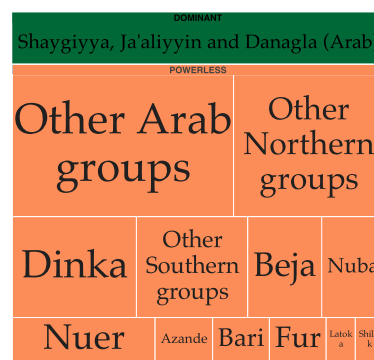 DOMINANT
Shaygiyya, Ja'aliyyin and Danagla (Arab
POWERLESS
Other Arab
groups
Other
Northern
groups
Dinka
Other
Southern
groups
Beja
Nuba
Nuer
Azande
Bari
Fur
Latok
a
Shil
k